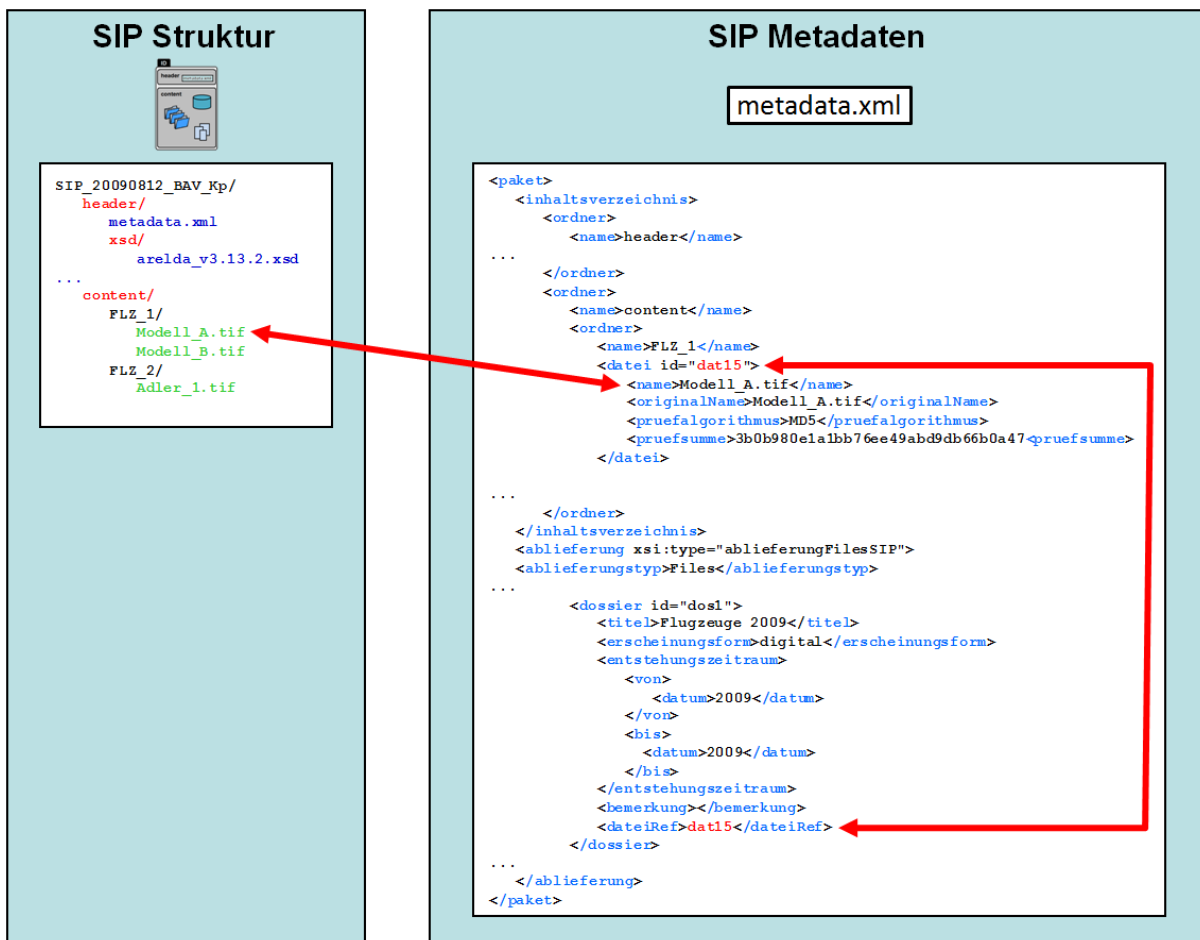 SIP Struktur
ID
header
content
SIP_20090812_BAV_Kp/
header/
metadata.xml
xsd/
arelda_v3.13.2.xsd
...
content/
FLZ_1/
Modell_A.tif
Modell_B.tif
FLZ_2/
Adler_1.tif
SIP Metadaten
metadata.xml
<paket>
<inhaltsverzeichnis>
<ordner>
<name>header</name>
...
</ordner>
<ordner>
<name>content</name>
<ordner>
<name>FLZ_1</name>
<datei id="dat15">
<name>Modell_A.tif</name>
<originalName>Modell_A.tif</originalName>
<pruefalgorithmus>MD5</pruefalgorithmus>
<pruefsumme>3b0b980e1a1bb76ee49abd9db66b0a47<pruefsumme>
</datei>
...
</ordner>
</inhaltsverzeichnis>
<ablieferung xsi:type="ablieferungFilesSIP">
<ablieferungstyp>Files</ablieferungstyp>
...
<dossier id="dos1">
<titel>Flugzeuge 2009</titel>
<erscheinungsform>digital</erscheinungsform>
<entstehungszeitraum>
<von>
<datum>2009</datum>
</von>
<bis>
<datum>2009</datum>
</bis>
</entstehungszeitraum>
<bemerkung></bemerkung>
<dateiRef>dat15</dateiRef>
</dossier>
...
</ablieferung>
</paket>